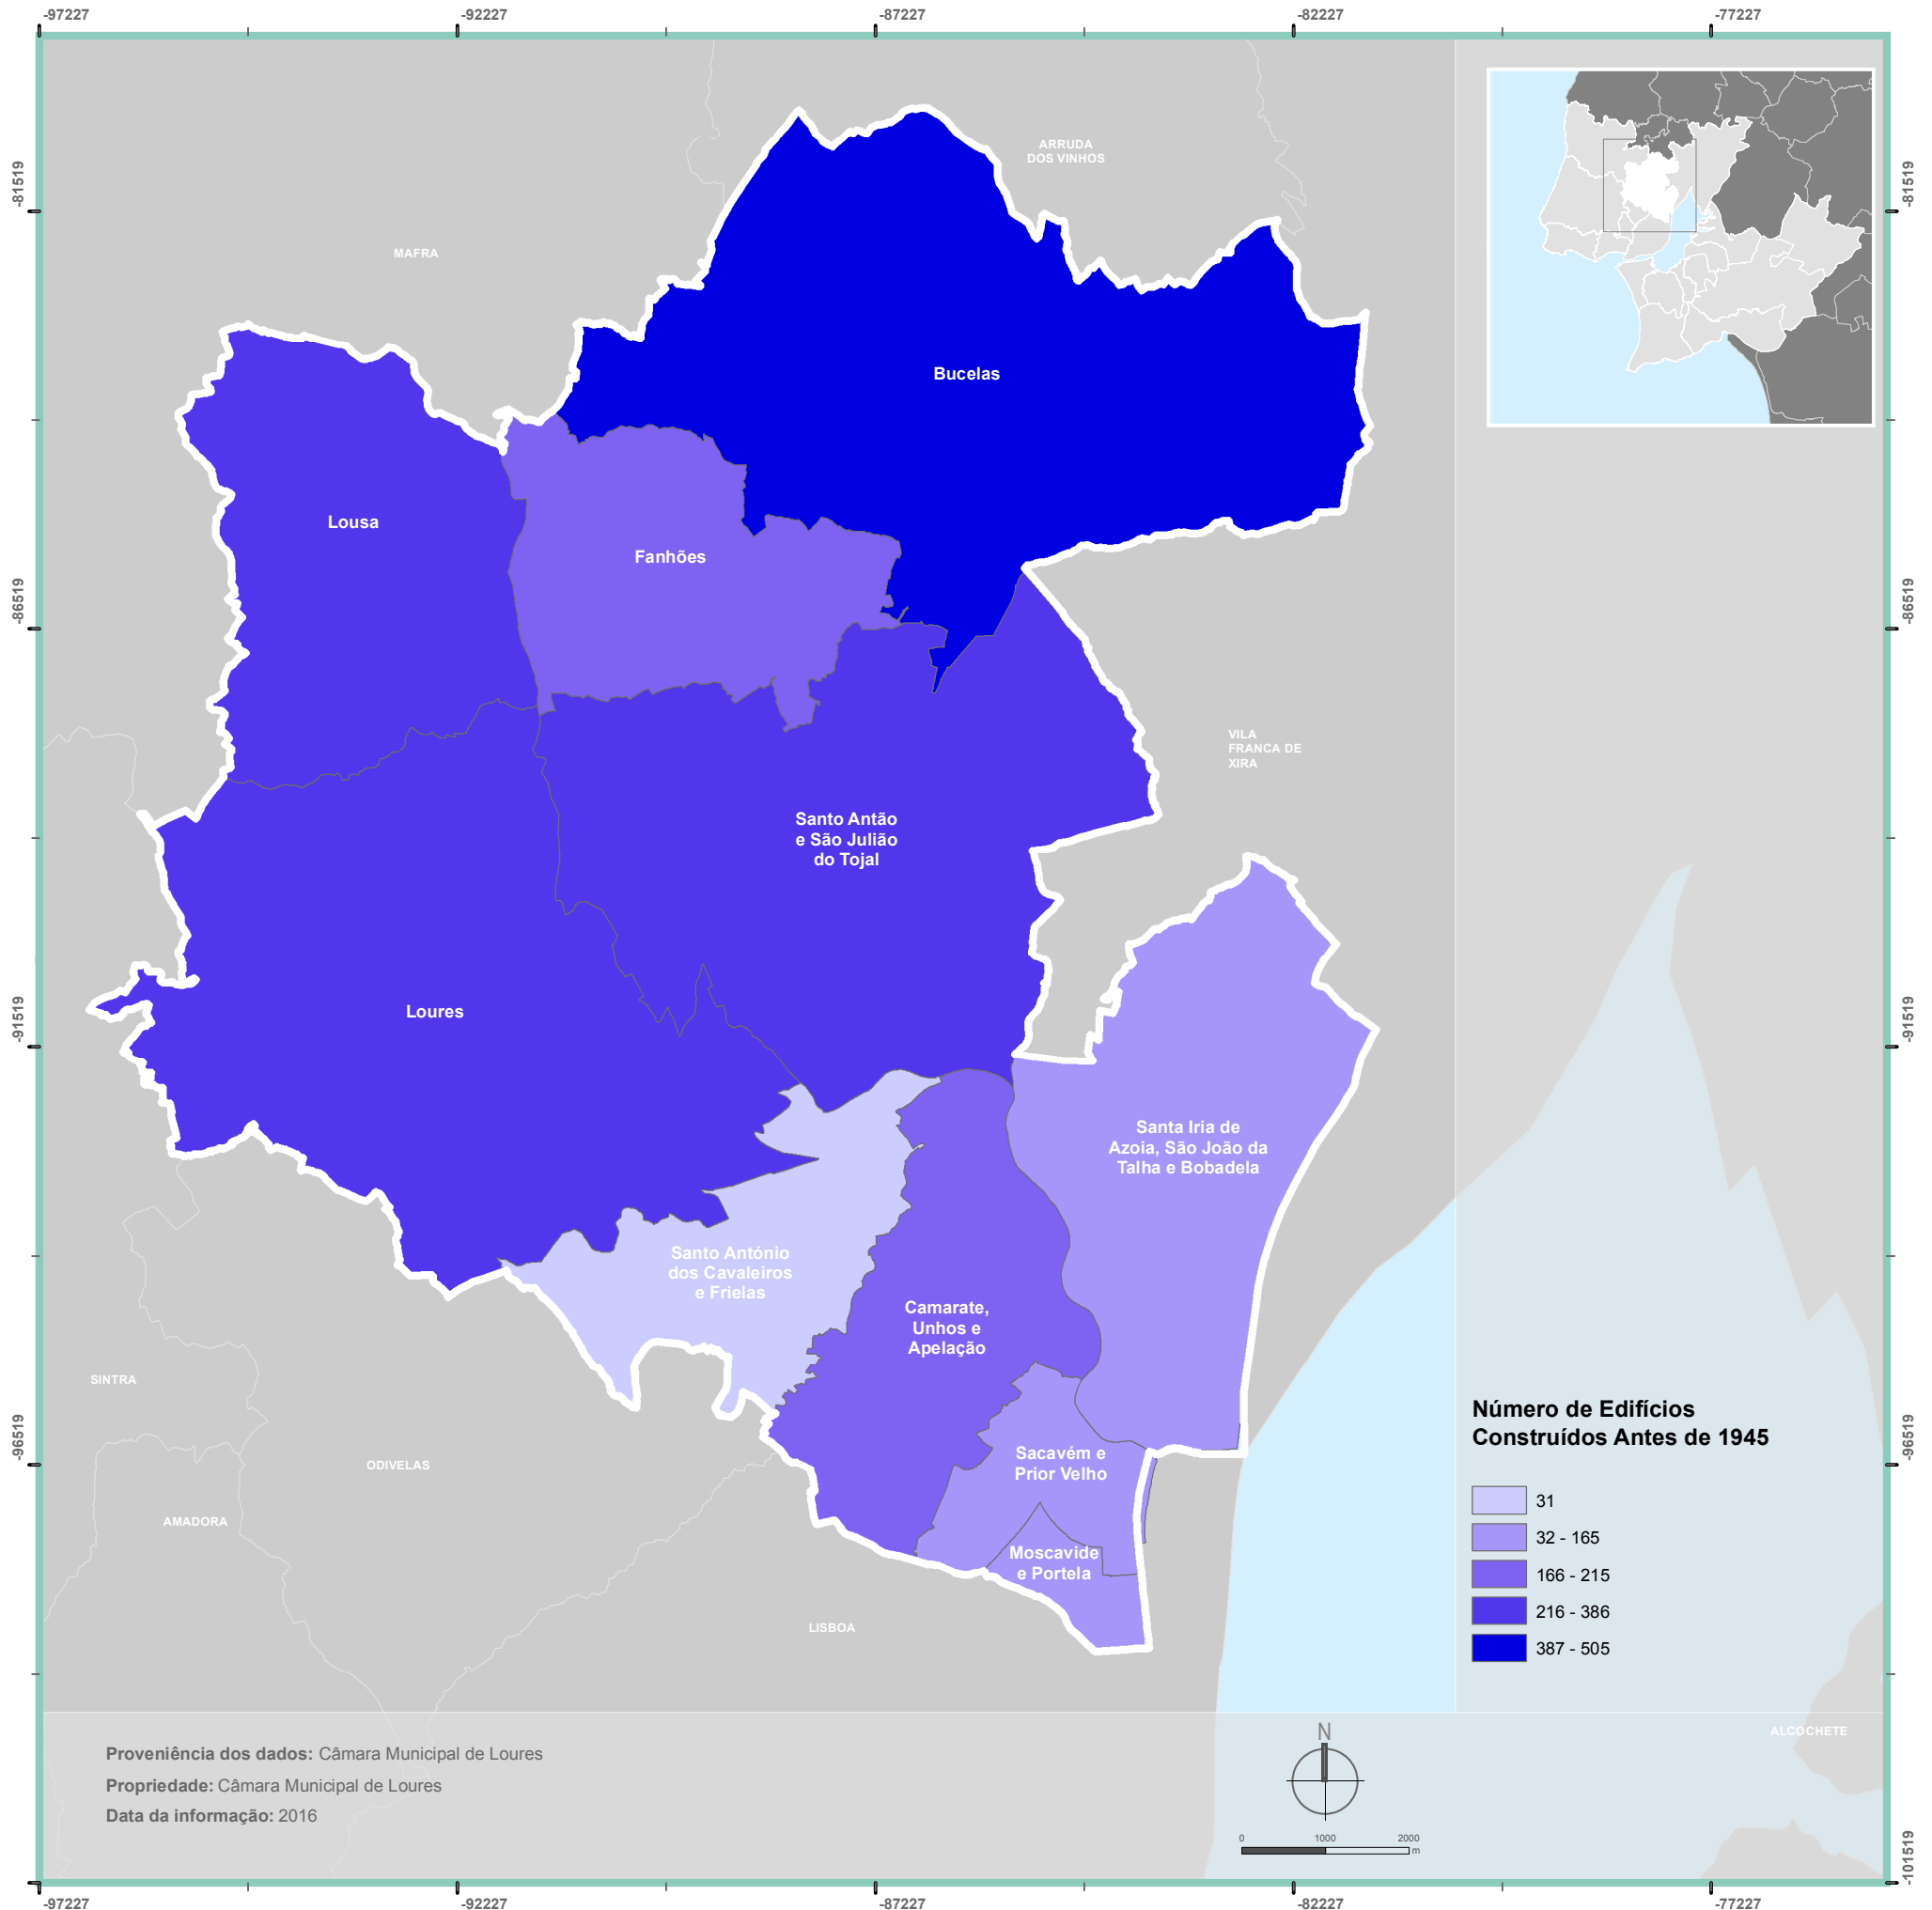 -97227
-92227
-87227
-82227
-77227
-81519
-81519
ARRUDA
DOS VINHOS
MAFRA
Bucelas
Lousa
Fanhões
-86519
-86519
VILA
FRANCA DE
XIRA
Santo Antão
e São Julião
do Tojal
Loures
-91519
-91519
Santa Iria de
Azoia, São João da
Talha e Bobadela
Santo António
dos Cavaleiros
e Frielas
Camarate,
Unhos e
Apelação
SINTRA
ODIVELAS
AMADORA
Sacavém e
Prior Velho
Moscavide
e Portela
LISBOA
-96519
-96519
Número de Edifícios
Construídos Antes de 1945
31
32 - 165
166 - 215
216 - 386
387 - 505
ALCOCHETE
Proveniência dos dados: Câmara Municipal de Loures
Propriedade: Câmara Municipal de Loures
Data da informação: 2016
N
0 1000 2000
m
-101519
-97227
-92227
-87227
-82227
-77227